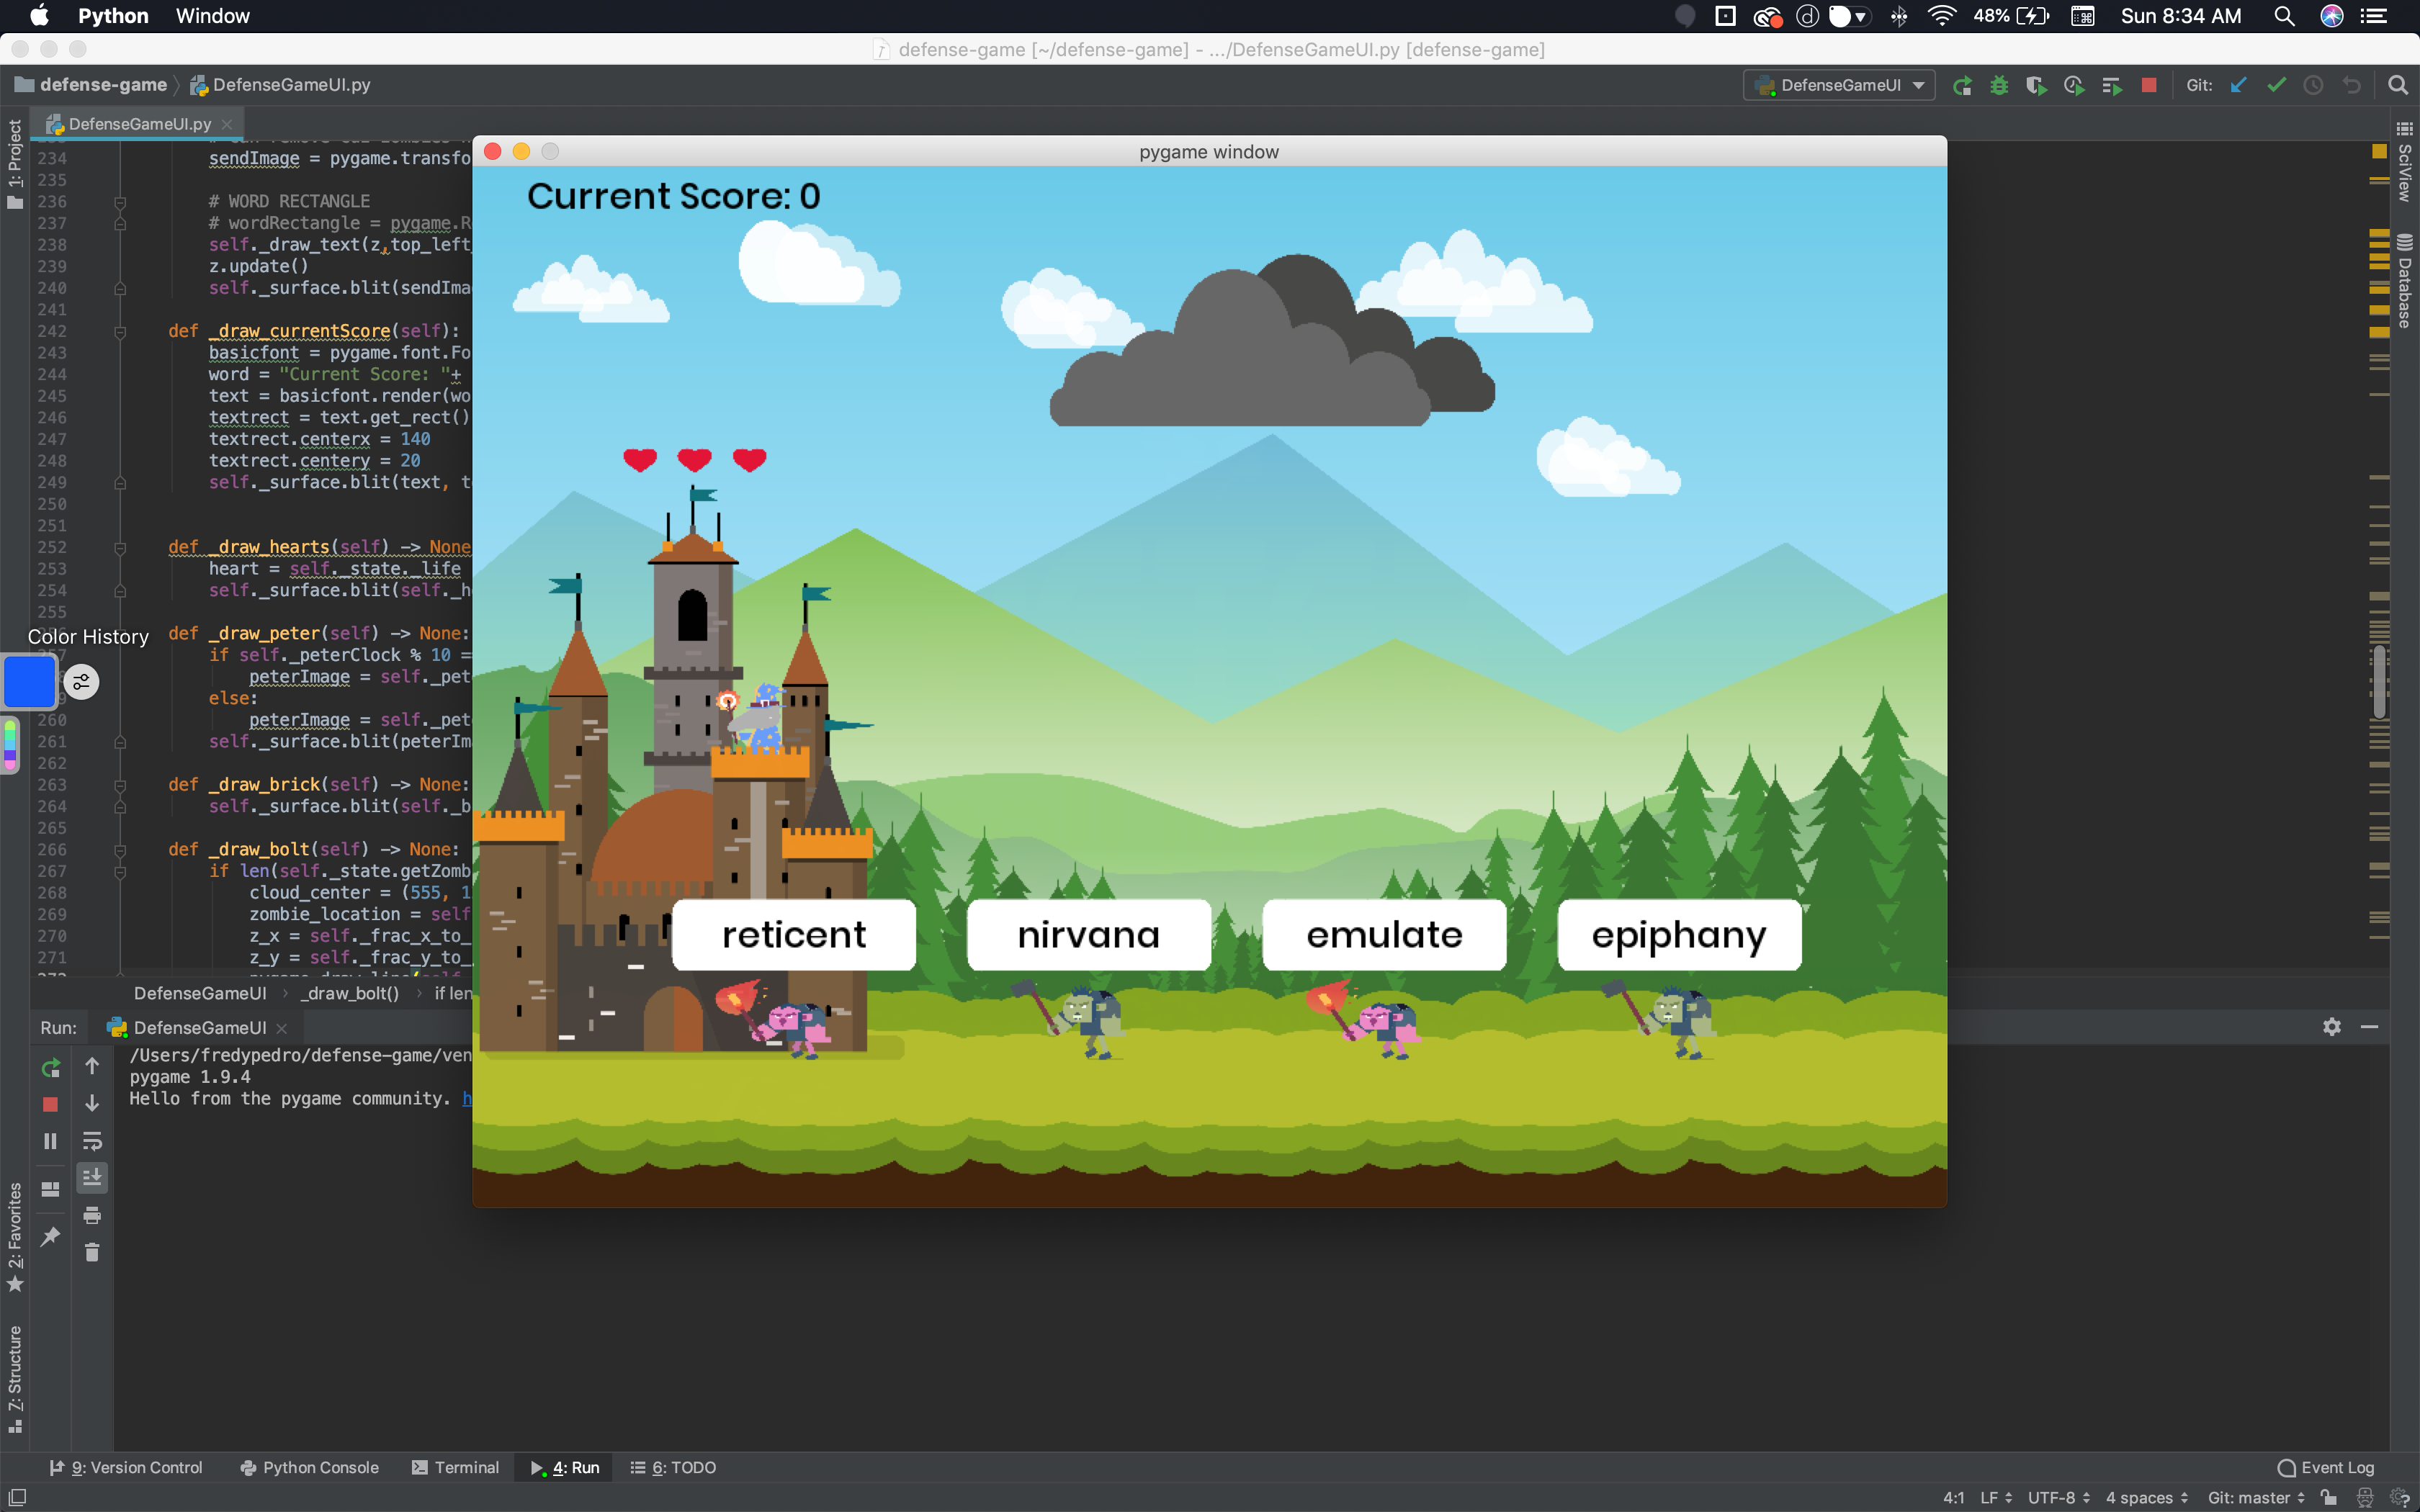 Python Window
48% Sun 8:34 AM
defense-game [~/defense-game] - .../DefenseGameUI.py [defense-game]
defense-game DefenseGameUI.py
DefenseGameUI Git:
1: Project
DefenseGameUI.py
SciView
Database
pygame window
Current Score: 0
reticent nirvana emulate epiphany
234 sendImage = pygame.transfo
235
236 # WORD RECTANGLE
237 # wordRectangle = pygame.R
238 self._draw_text(z,top_left_
239 z.update()
240 self._surface.blit(sendIma
241
242 def _draw_currentScore(self):
243 basicfont = pygame.font.Fo
244 word = "Current Score: "+
245 text = basicfont.render(wo
246 textrect = text.get_rect()
247 textrect.centerx = 140
248 textrect.centery = 20
249 self._surface.blit(text, t
250
251
252 def _draw_hearts(self) -> None
253 heart = self._state._life
254 self._surface.blit(self._h
255
Color History
def _draw_peter(self) -> None:
if self._peterClock % 10 =
peterImage = self._pet
else:
260 peterImage = self._pet
261 self._surface.blit(peterIm
262
263 def _draw_brick(self) -> None:
264 self._surface.blit(self._b
265
266 def _draw_bolt(self) -> None:
267 if len(self._state.getZomb
268 cloud_center = (555, 1
269 zombie_location = self
270 z_x = self._frac_x_to_
271 z_y = self._frac_y_to_
DefenseGameUI _draw_bolt() if len
Run: DefenseGameUI
/Users/fredypedro/defense-game/ven
pygame 1.9.4
Hello from the pygame community. h
2: Favorites
7: Structure
9: Version Control Python Console Terminal 4: Run 6: TODO Event Log
4:1 LF UTF-8 4 spaces Git: master